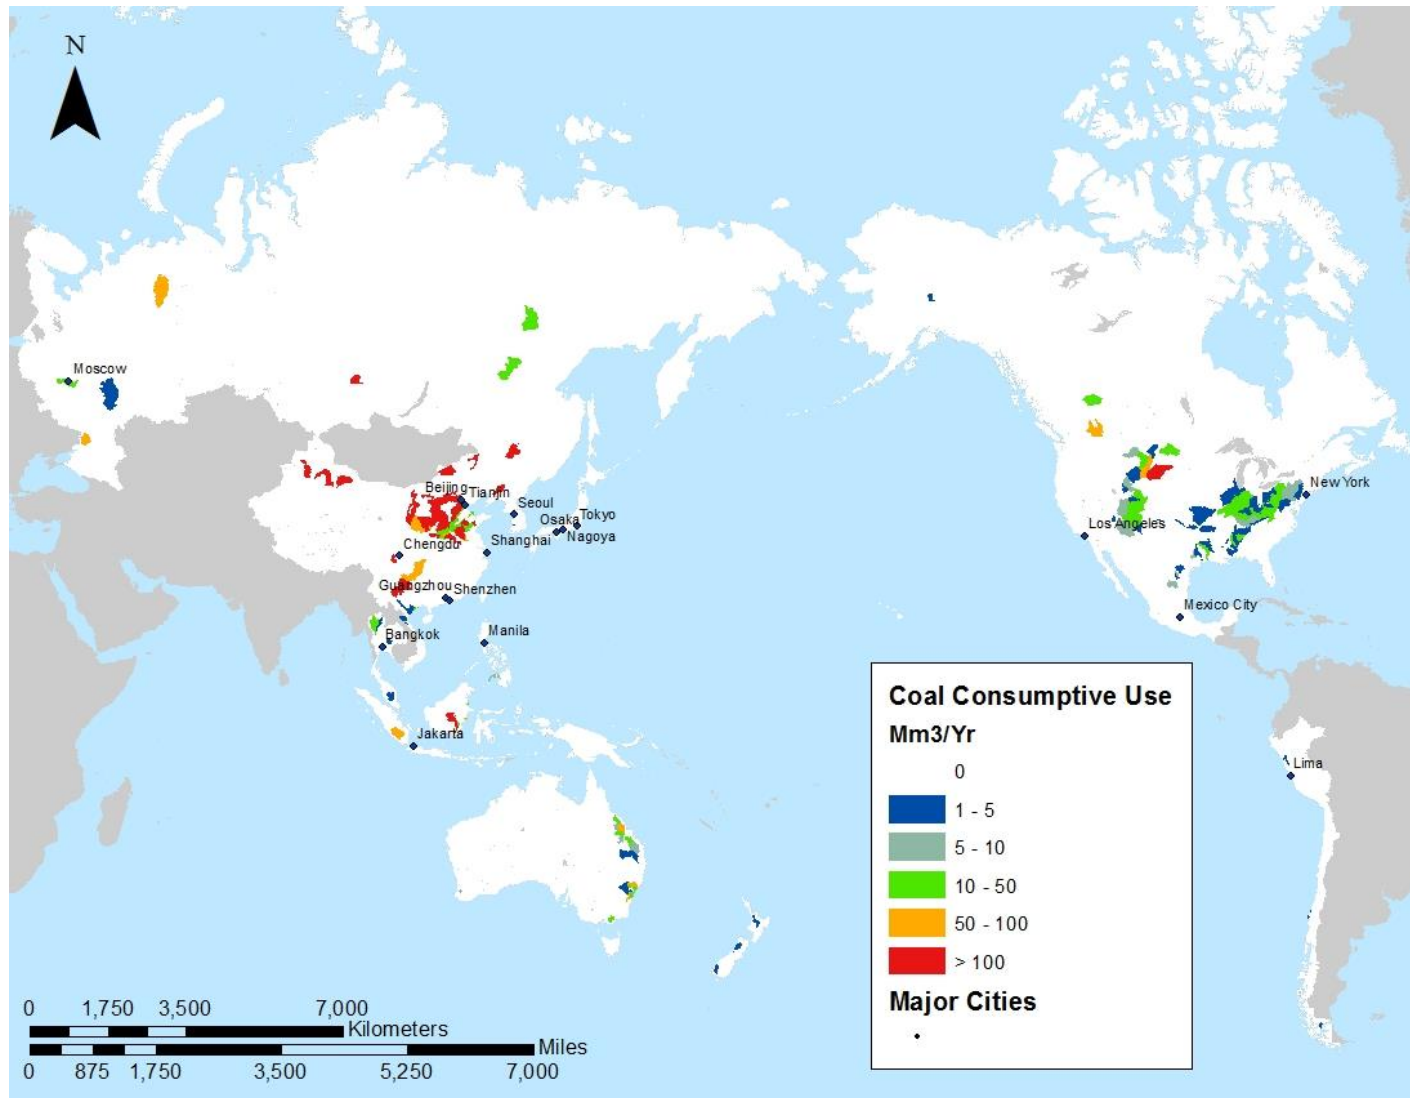 N
Moscow
New York
Beijing
Tianjin
Seoul
Osaka
Tokyo
Nagoya
Los Angeles
Chengdu
Shanghai
Guangzhou
Shenzhen
Mexico City
Bangkok
Manila
Jakarta
Lima
Coal Consumptive Use
Mm3/Yr
0
1 - 5
5 - 10
10 - 50
50 - 100
> 100
Major Cities
0 1,750 3,500 7,000
Kilometers
Miles
0 875 1,750 3,500 5,250 7,000